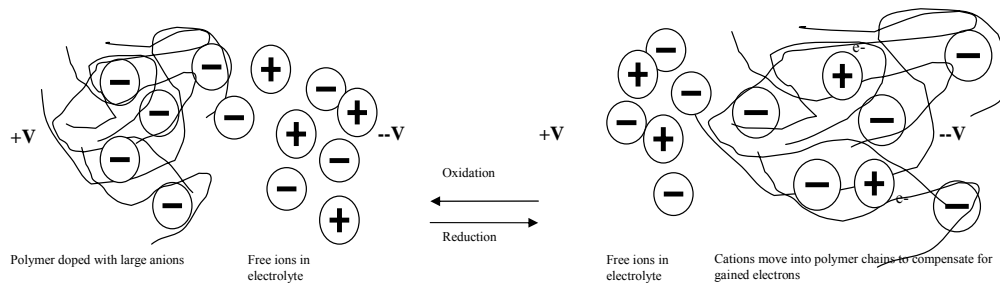 e-
+V
--V
+V
--V
Oxidation
Reduction
e-
Polymer doped with large anions
Free ions in
electrolyte
Free ions in
electrolyte
Cations move into polymer chains to compensate for
gained electrons